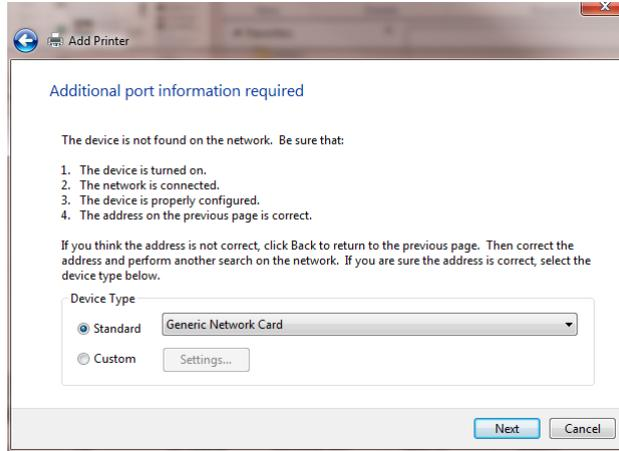 Add Printer
Additional port information required
The device is not found on the network. Be sure that:
1. The device is turned on.
2. The network is connected.
3. The device is properly configured.
4. The address on the previous page is correct.
If you think the address is not correct, click Back to return to the previous page. Then correct the
address and perform another search on the network. If you are sure the address is correct, select the
device type below.
Device Type
Standard
Generic Network Card
Custom
Settings...
Next
Cancel